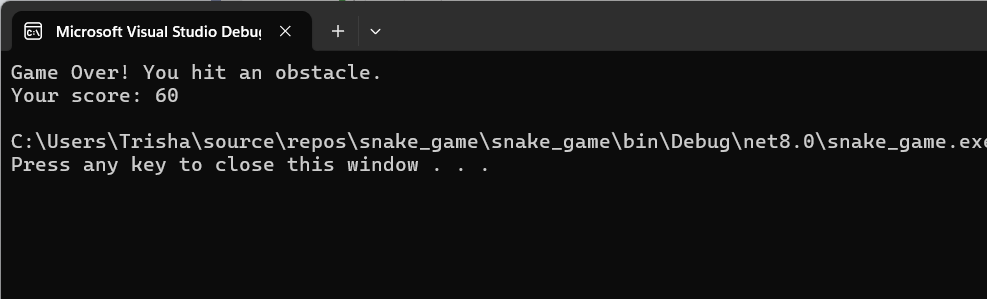 Microsoft Visual Studio Debu
Game Over! You hit an obstacle.
Your score: 60
C:\Users\Trisha\source\repos\snake_game\snake_game\bin\Debug\net8.0\snake_game.exe
Press any key to close this window . . .